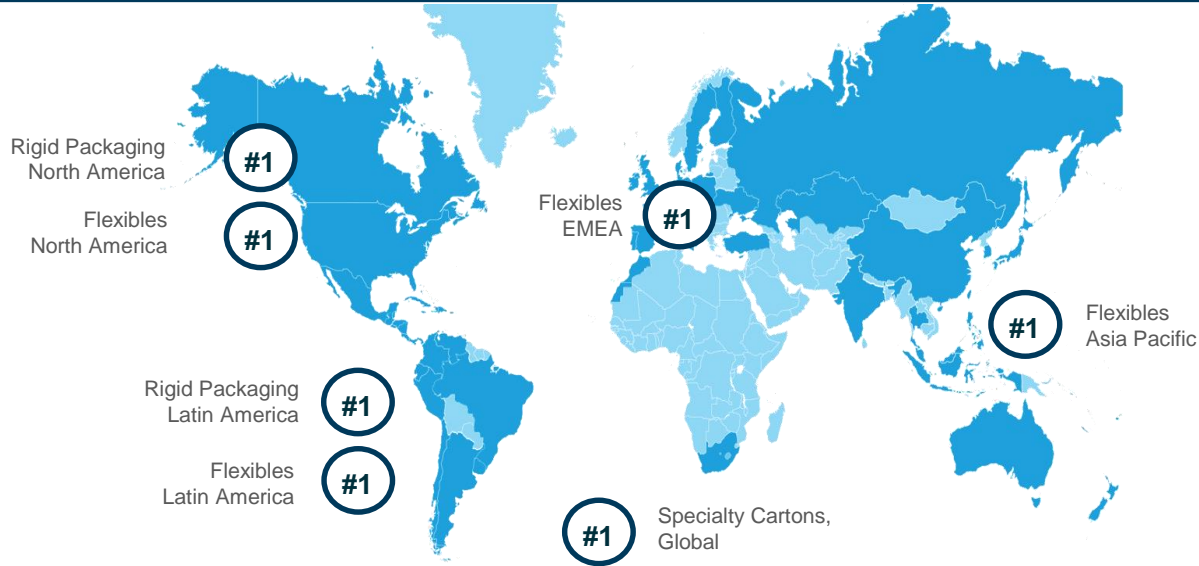 Rigid Packaging
North America
#1
Flexibles
North America
#1
Flexibles
EMEA
#1
#1
Flexibles
Asia Pacific
Rigid Packaging
Latin America
#1
Flexibles
Latin America
#1
#1
Specialty Cartons,
Global